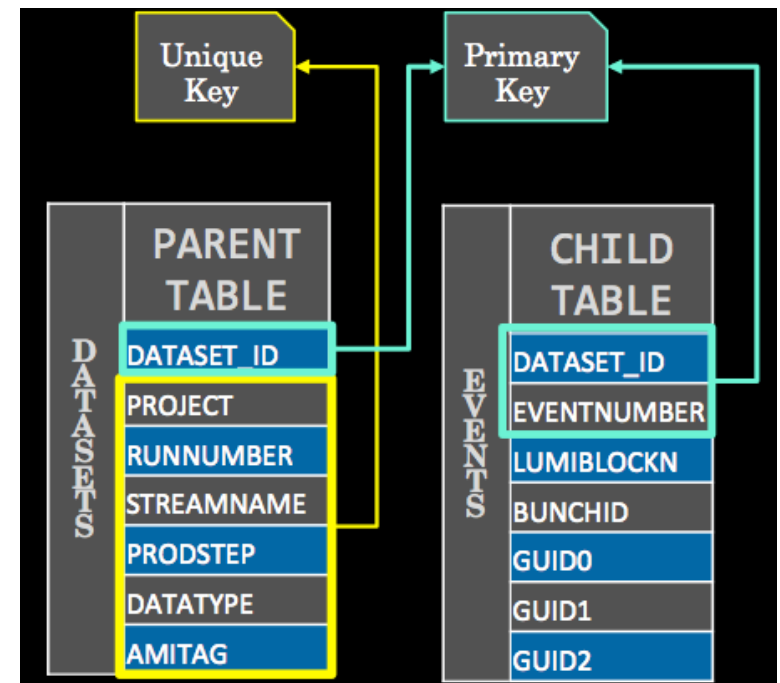 Unique
Key
Primary
Key
DATASETS
PARENT
TABLE
DATASET_ID
PROJECT
RUNNUMBER
STREAMNAME
PRODSTEP
DATATYPE
AMITAG
EVENTS
CHILD
TABLE
DATASET_ID
EVENTNUMBER
LUMIBLOCKN
BUNCHID
GUID0
GUID1
GUID2